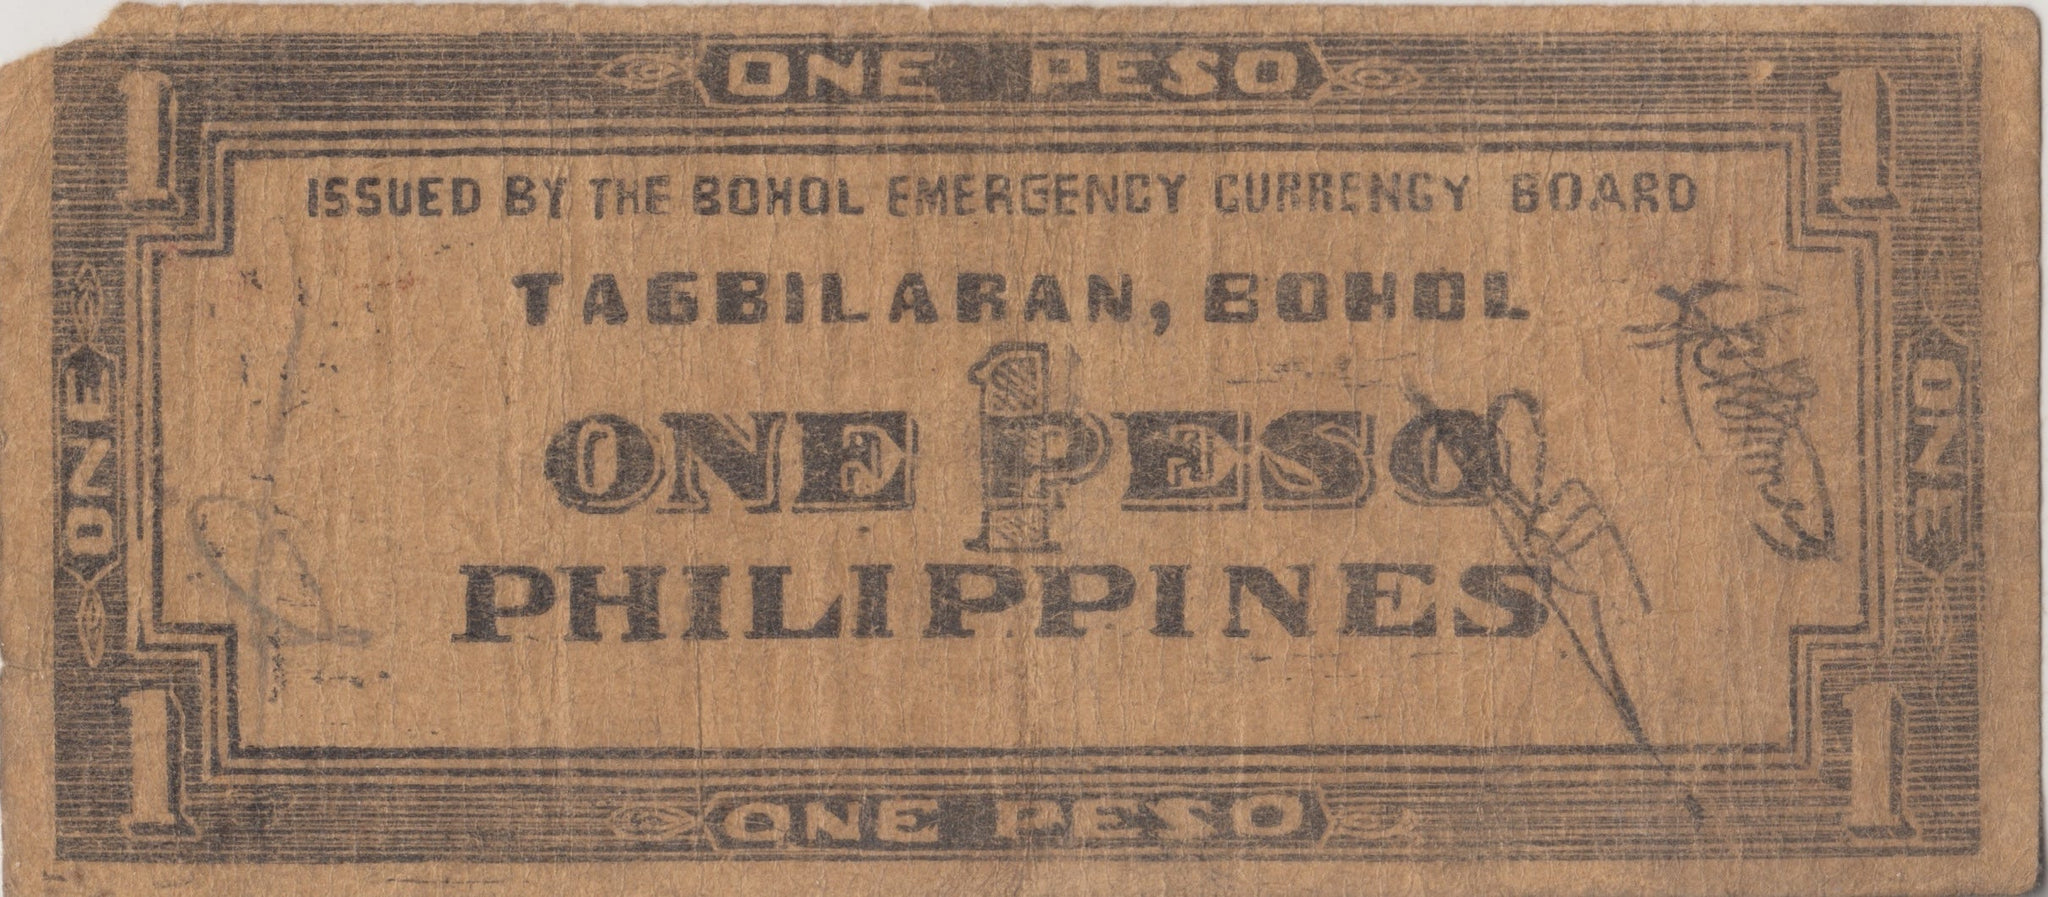 ONE PESO
1 1
ISSUED BY THE BOHOL EMERGENCY CURRENCY BOARD
TAGBILARAN, BOHOL
1
ONE PESO
P
PHILIPPINES
ONE ONE
1 1
ONE PESO